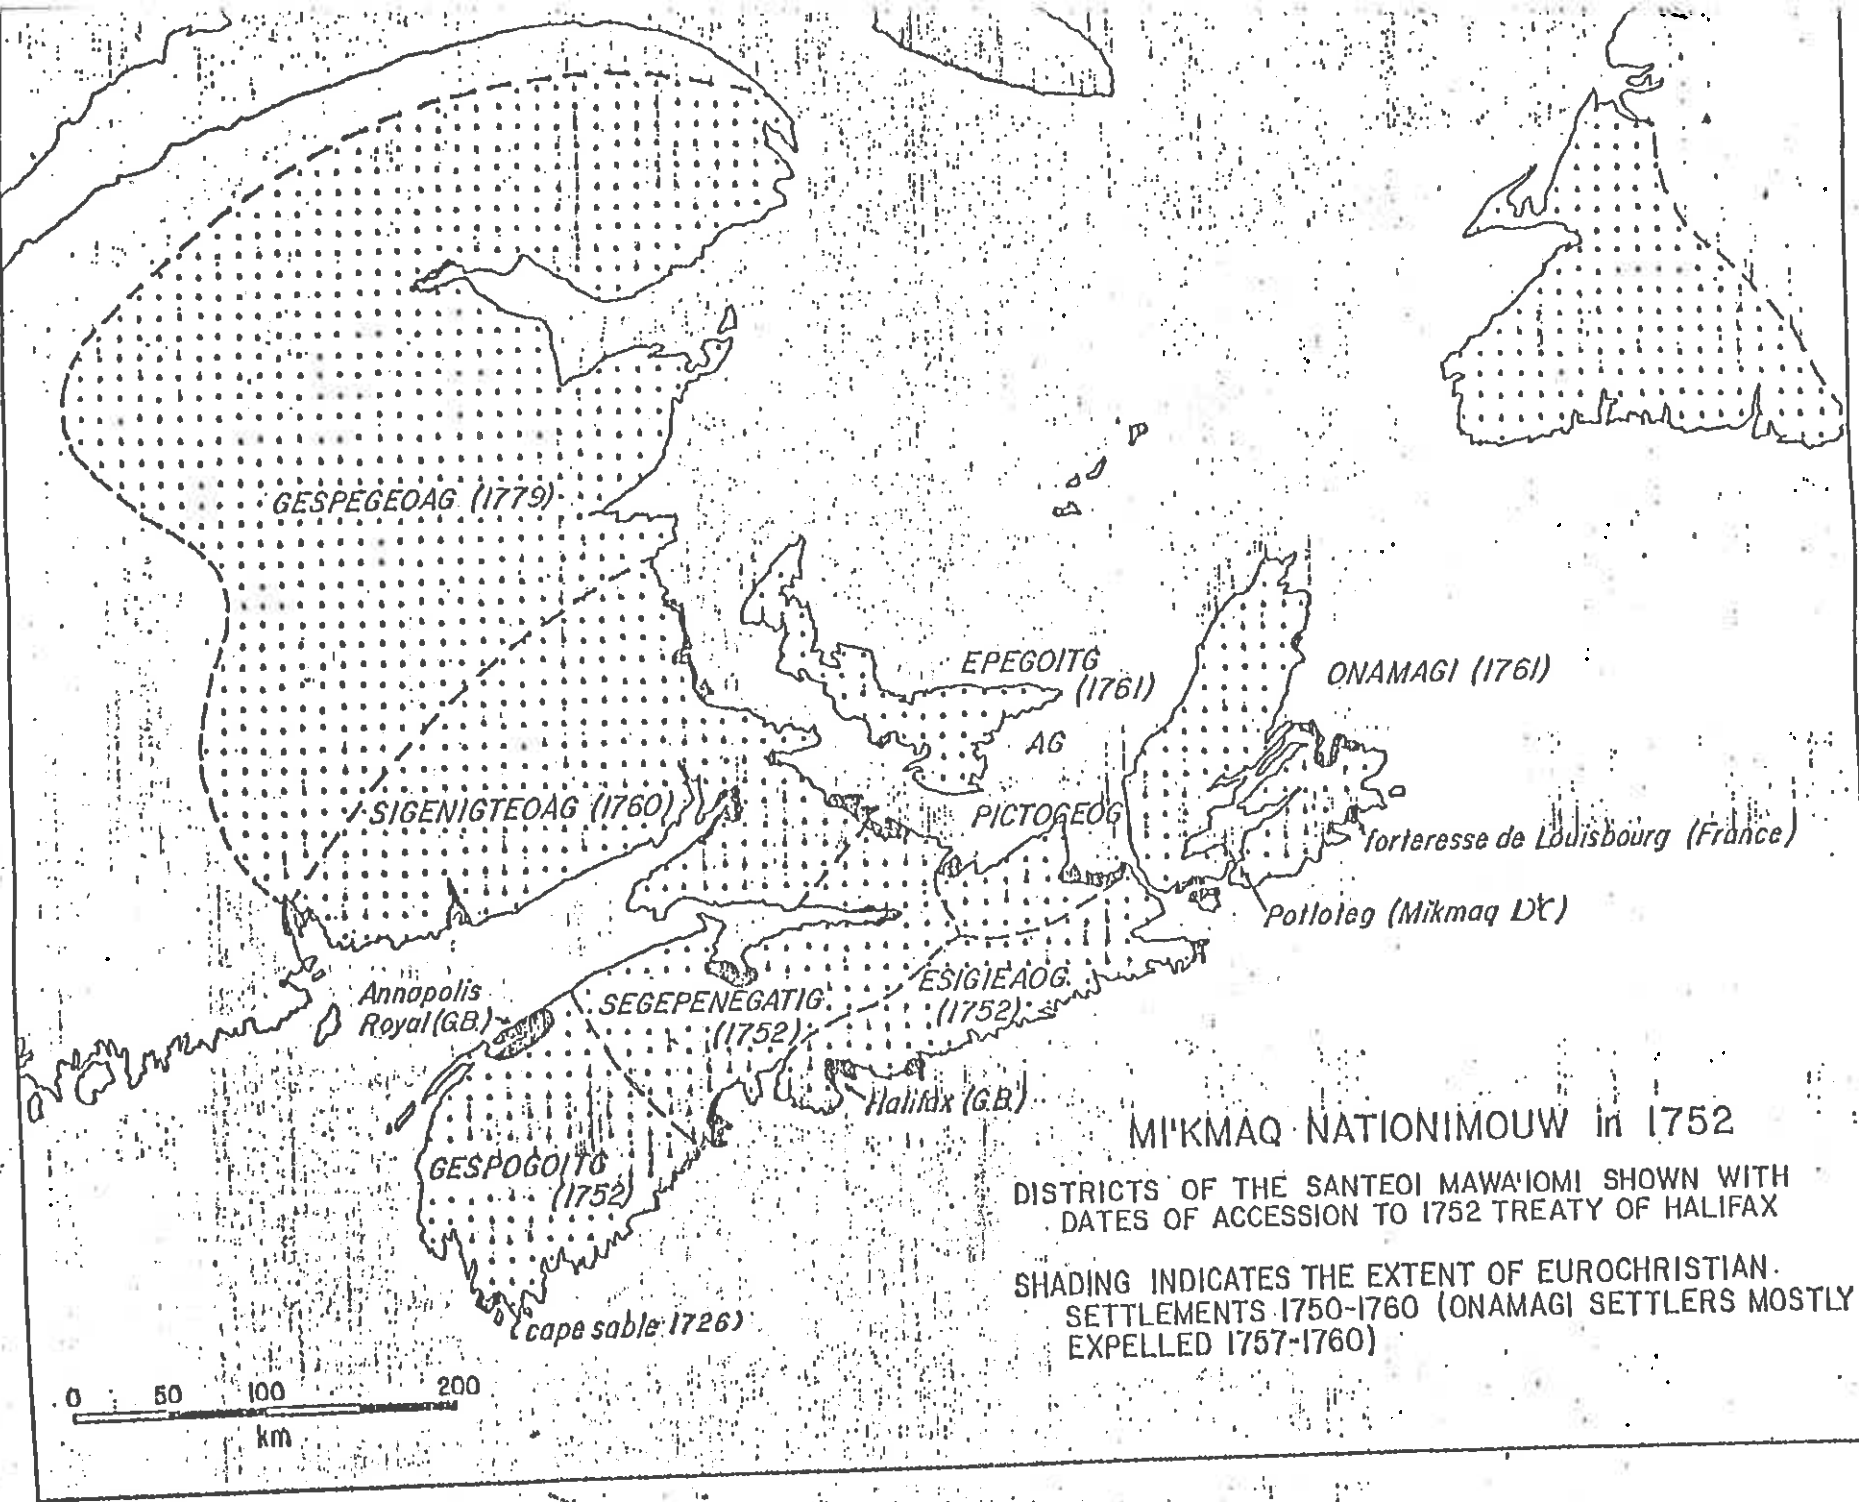 GESPEGEOAG (1779)
EPEGOITG
(1761)
AG
ONAMAGI (1761)
SIGENIGTEOAG (1760)
PICTOGEOG
forteresse de Louisbourg (France)
Potloteg (Mikmaq
Annapolis
Royal (G.B.)
SEGEPENEGATIG
(1752)
ESIGIEAOG
(1752)
Halifax (G.B.)
GESPOGOITG
(1752)
cape sable 1726)
MI'KMAQ NATIONIMOUW in 1752
DISTRICTS OF THE SANTEOI MAWA'IOMI SHOWN WITH
DATES OF ACCESSION TO 1752 TREATY OF HALIFAX
SHADING INDICATES THE EXTENT OF EUROCHRISTIAN
SETTLEMENTS 1750-1760 (ONAMAGI SETTLERS MOSTLY
EXPELLED 1757-1760)
0 50 100 200
km